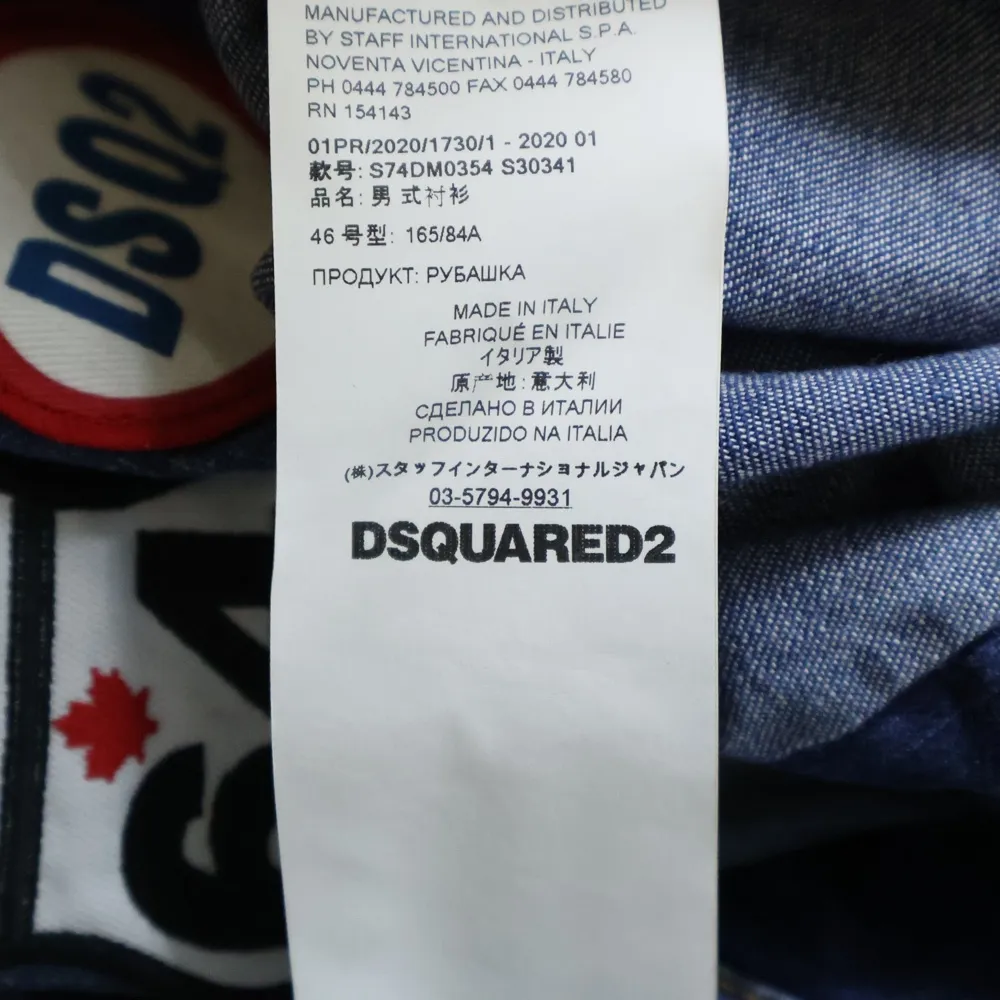 MANUFACTURED AND DISTRIBUTED
BY STAFF INTERNATIONAL S.P.A.
NOVENTA VICENTINA - ITALY
PH 0444 784500 FAX 0444 784580
RN 154143
01PR/2020/1730/1 - 2020 01
款号: S74DM0354 S30341
品名: 男 式衬衫
46 号型: 165/84A
ПРОДУКТ: РУБАШКА
MADE IN ITALY
FABRIQUÉ EN ITALIE
イタリア製
原产地:意大利
СДЕЛАНО В ИТАЛИИ
PRODUZIDO NA ITALIA
(株)スタッフインターナショナルジャパン
03-5794-9931
DSQUARED2
DSQ2
64